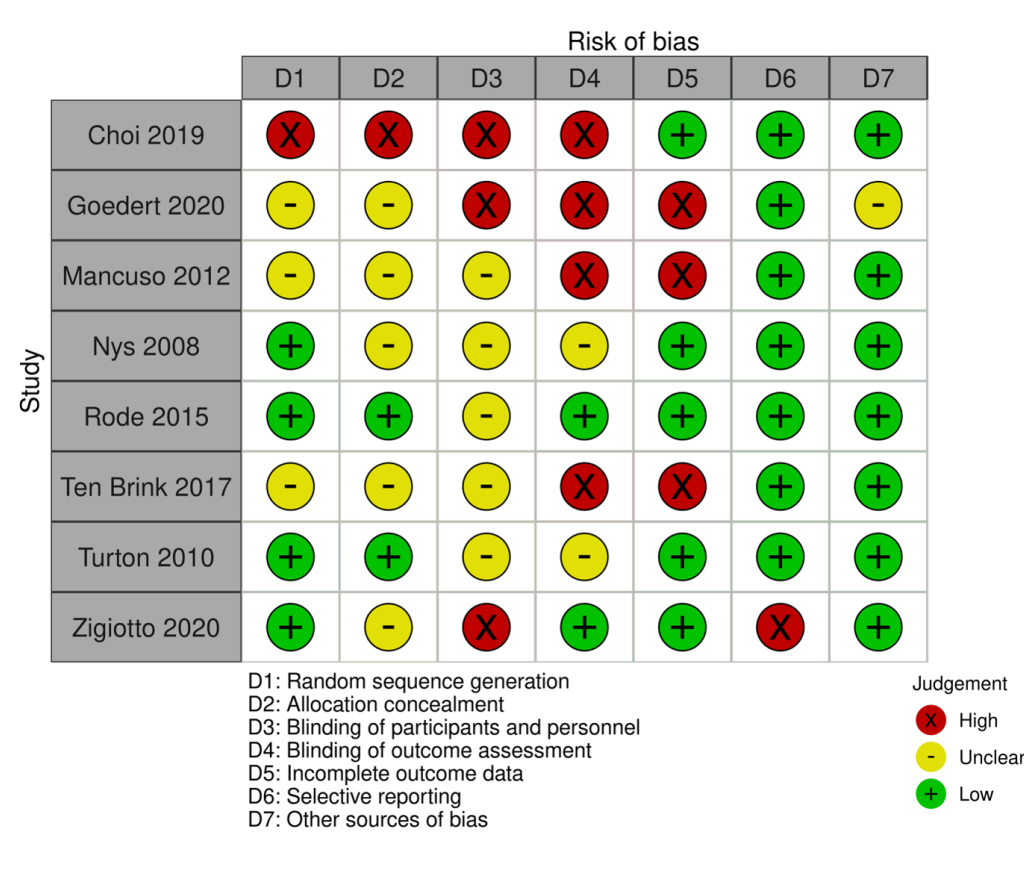 Risk of bias
D1 D2 D3 D4 D5 D6 D7
Study
Choi 2019 X X X X + + +
Goedert 2020 - - X X X + -
Mancuso 2012 - - - X X + +
Nys 2008 + - - - + + +
Rode 2015 + + - + + + +
Ten Brink 2017 - - - X X + +
Turton 2010 + + - - + + +
Zigiotto 2020 + - X + + X +
D1: Random sequence generation
D2: Allocation concealment
D3: Blinding of participants and personnel
D4: Blinding of outcome assessment
D5: Incomplete outcome data
D6: Selective reporting
D7: Other sources of bias
Judgement
X High
- Unclear
+ Low